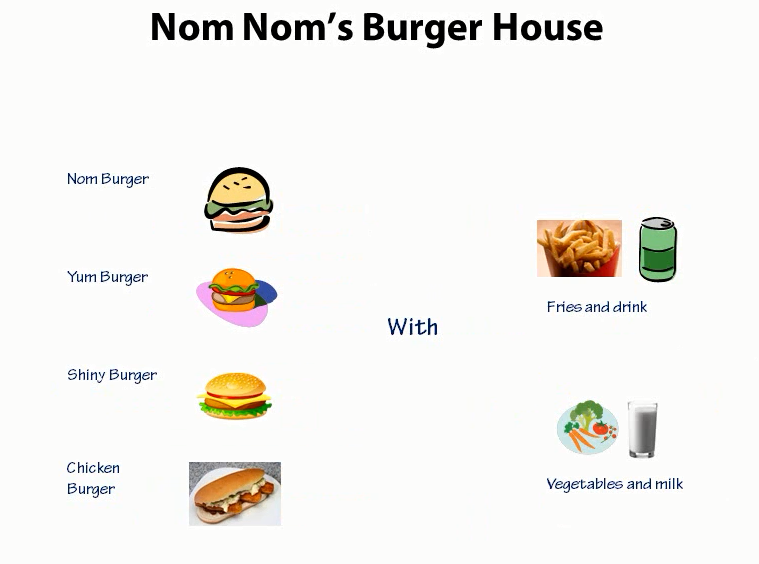 Nom Nom's Burger House
Nom Burger
Yum Burger
Shiny Burger
Chicken
Burger
With
Fries and drink
Vegetables and milk